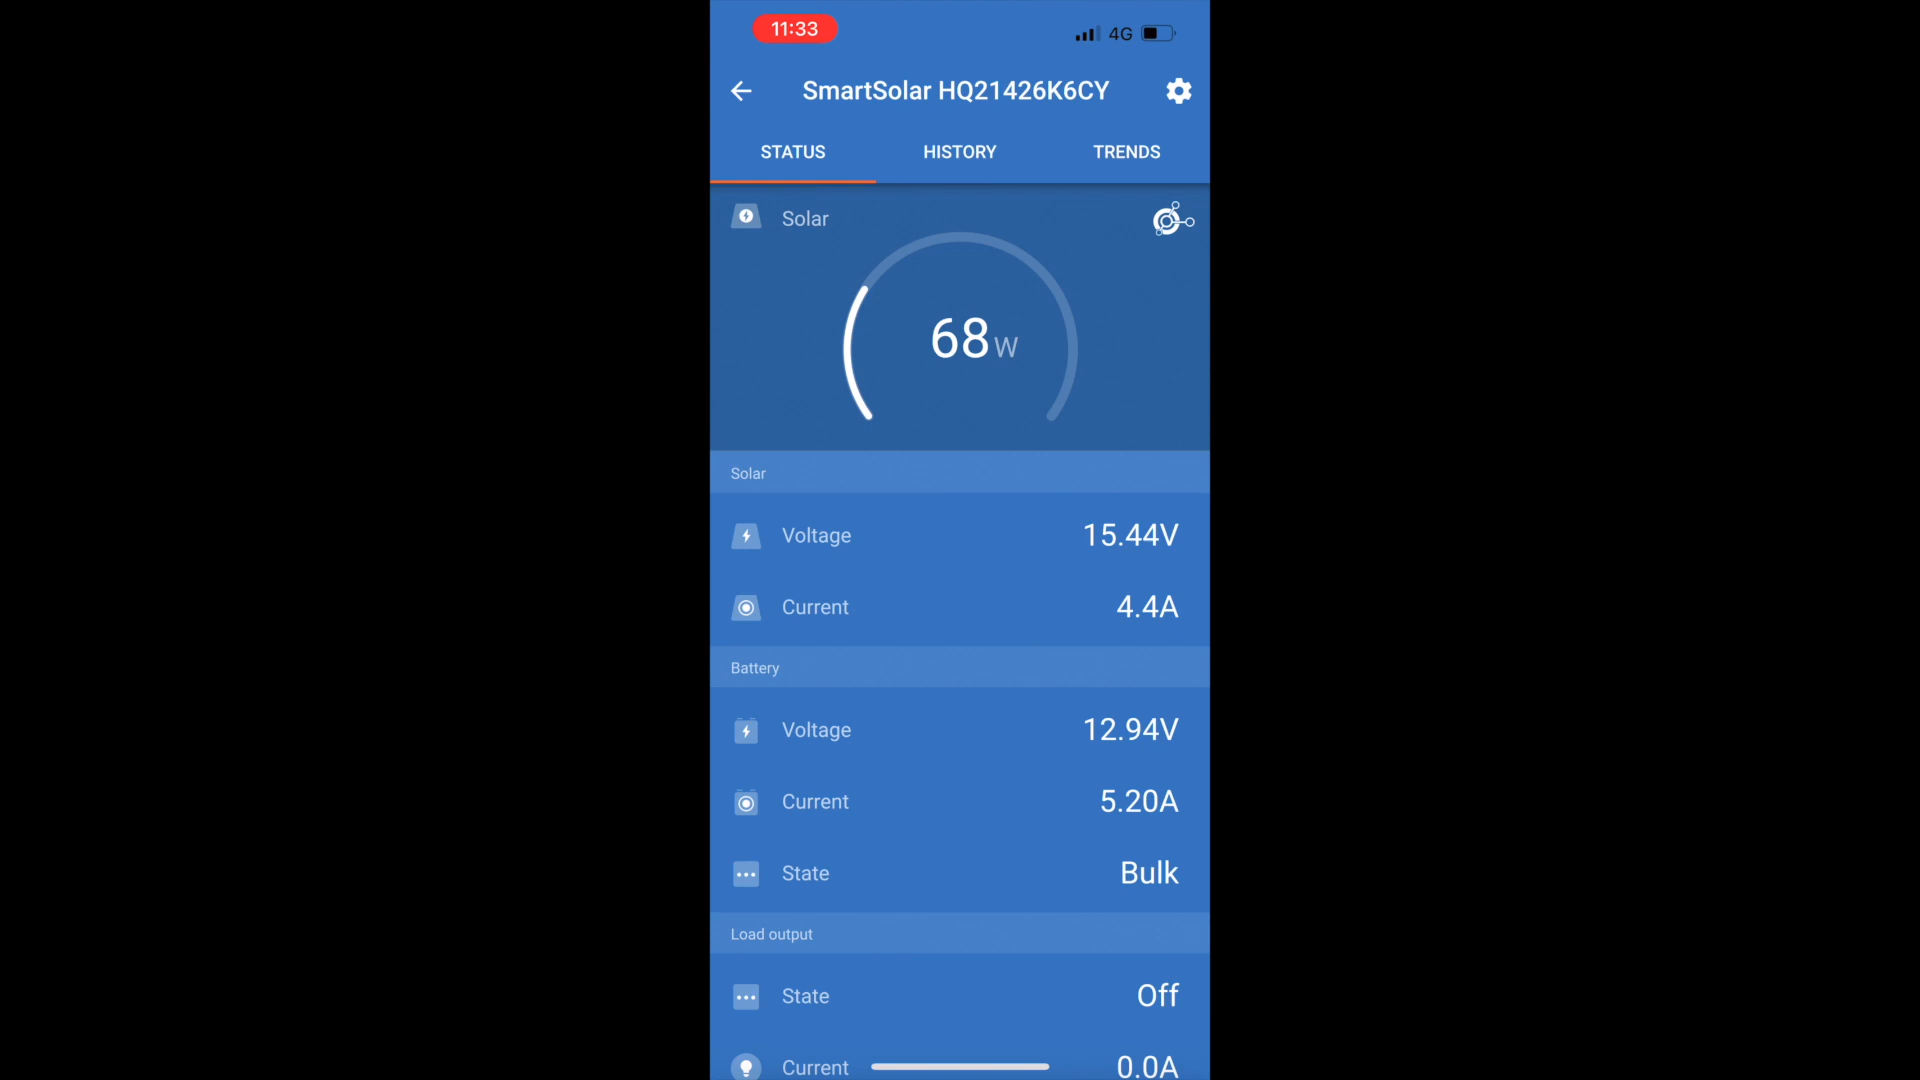 11:33
4G
SmartSolar HQ21426K6CY
STATUS HISTORY TRENDS
Solar
68W
Solar
Voltage 15.44V
Current 4.4A
Battery
Voltage 12.94V
Current 5.20A
State Bulk
Load output
State Off
Current 0.0A